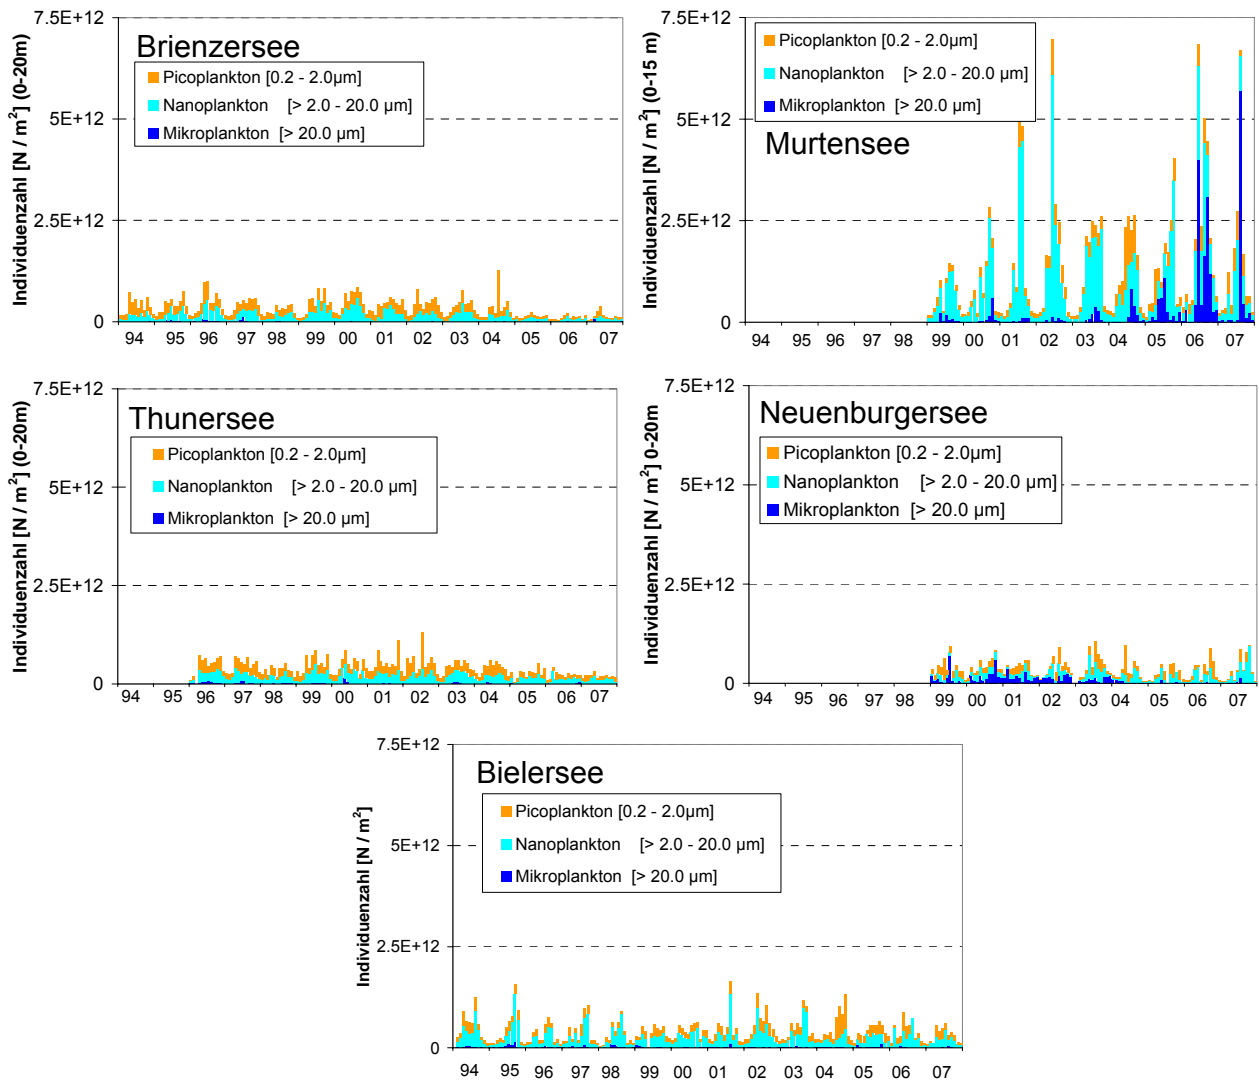 Individuenzahl [N / m²] (0-20m)
7.5E+12
5E+12
2.5E+12
0
Brienzersee
Picoplankton [0.2 - 2.0µm]
Nanoplankton [> 2.0 - 20.0 µm]
Mikroplankton [> 20.0 µm]
94 95 96 97 98 99 00 01 02 03 04 05 06 07
Individuenzahl [N / m²] (0-15 m)
7.5E+12
5E+12
2.5E+12
0
Picoplankton [0.2 - 2.0µm]
Nanoplankton [> 2.0 - 20.0 µm]
Mikroplankton [> 20.0 µm]
Murtensee
94 95 96 97 98 99 00 01 02 03 04 05 06 07
Individuenzahl [N / m²] (0-20m)
7.5E+12
5E+12
2.5E+12
0
Thunersee
Picoplankton [0.2 - 2.0µm]
Nanoplankton [> 2.0 - 20.0 µm]
Mikroplankton [> 20.0 µm]
94 95 96 97 98 99 00 01 02 03 04 05 06 07
Individuenzahl [N / m²] 0-20m
7.5E+12
5E+12
2.5E+12
0
Neuenburgersee
Picoplankton [0.2 - 2.0µm]
Nanoplankton [> 2.0 - 20.0 µm]
Mikroplankton [> 20.0 µm]
94 95 96 97 98 99 00 01 02 03 04 05 06 07
Individuenzahl [N / m²]
7.5E+12
5E+12
2.5E+12
0
Bielersee
Picoplankton [0.2 - 2.0µm]
Nanoplankton [> 2.0 - 20.0 µm]
Mikroplankton [> 20.0 µm]
94 95 96 97 98 99 00 01 02 03 04 05 06 07